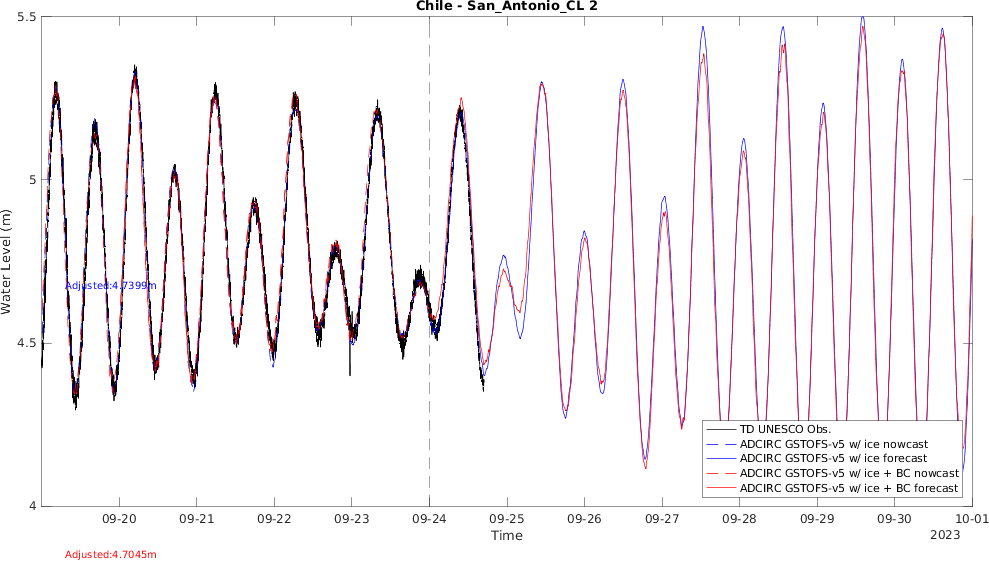 Chile - San_Antonio_CL 2
5.5
5
4.5
4
Water Level (m)
Adjusted:4.7399m
TD UNESCO Obs.
ADCIRC GSTOFS-v5 w/ ice nowcast
ADCIRC GSTOFS-v5 w/ ice forecast
ADCIRC GSTOFS-v5 w/ ice + BC nowcast
ADCIRC GSTOFS-v5 w/ ice + BC forecast
09-20 09-21 09-22 09-23 09-24 09-25 09-26 09-27 09-28 09-29 09-30 10-01
Time
2023
Adjusted:4.7045m